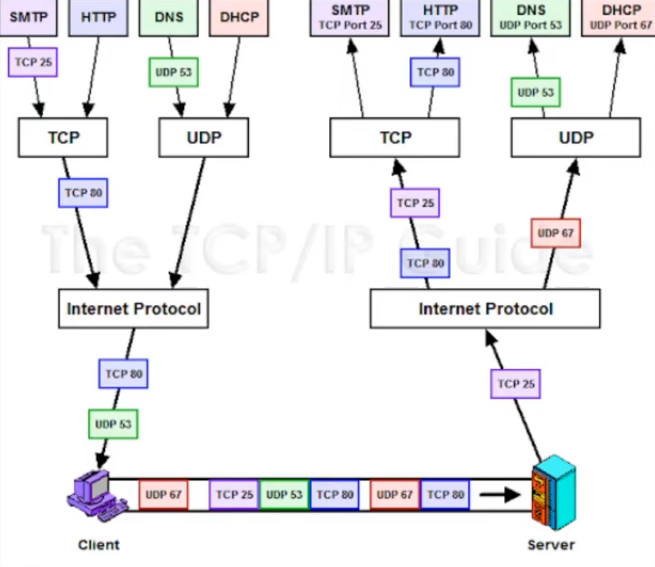 SMTP
HTTP
DNS
DHCP
SMTP
TCP Port 25
HTTP
TCP Port 80
DNS
UDP Port 53
DHCP
UDP Port 67
TCP 25
UDP 53
TCP 80
UDP 53
TCP
UDP
TCP
UDP
TCP 80
TCP 25
UDP 67
The TCP/IP Guide
TCP 80
Internet Protocol
Internet Protocol
TCP 80
TCP 25
UDP 53
UDP 67
TCP 25
UDP 53
TCP 80
UDP 67
TCP 80
Client
Server